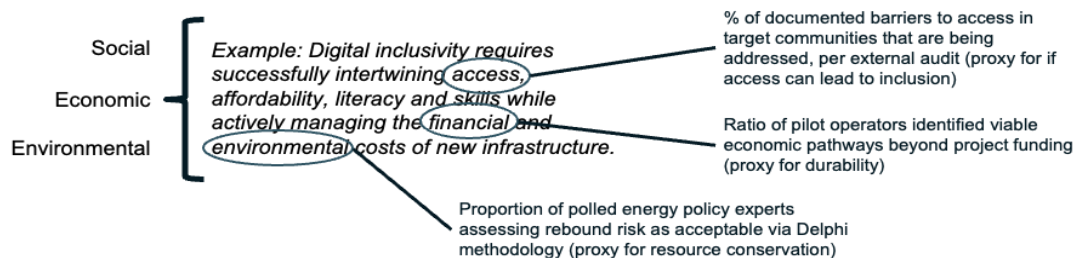 Social
Economic
Environmental
Example: Digital inclusivity requires
successfully intertwining access,
affordability, literacy and skills while
actively managing the financial and
environmental costs of new infrastructure.
% of documented barriers to access in
target communities that are being
addressed, per external audit (proxy for if
access can lead to inclusion)
Ratio of pilot operators identified viable
economic pathways beyond project funding
(proxy for durability)
Proportion of polled energy policy experts
assessing rebound risk as acceptable via Delphi
methodology (proxy for resource conservation)